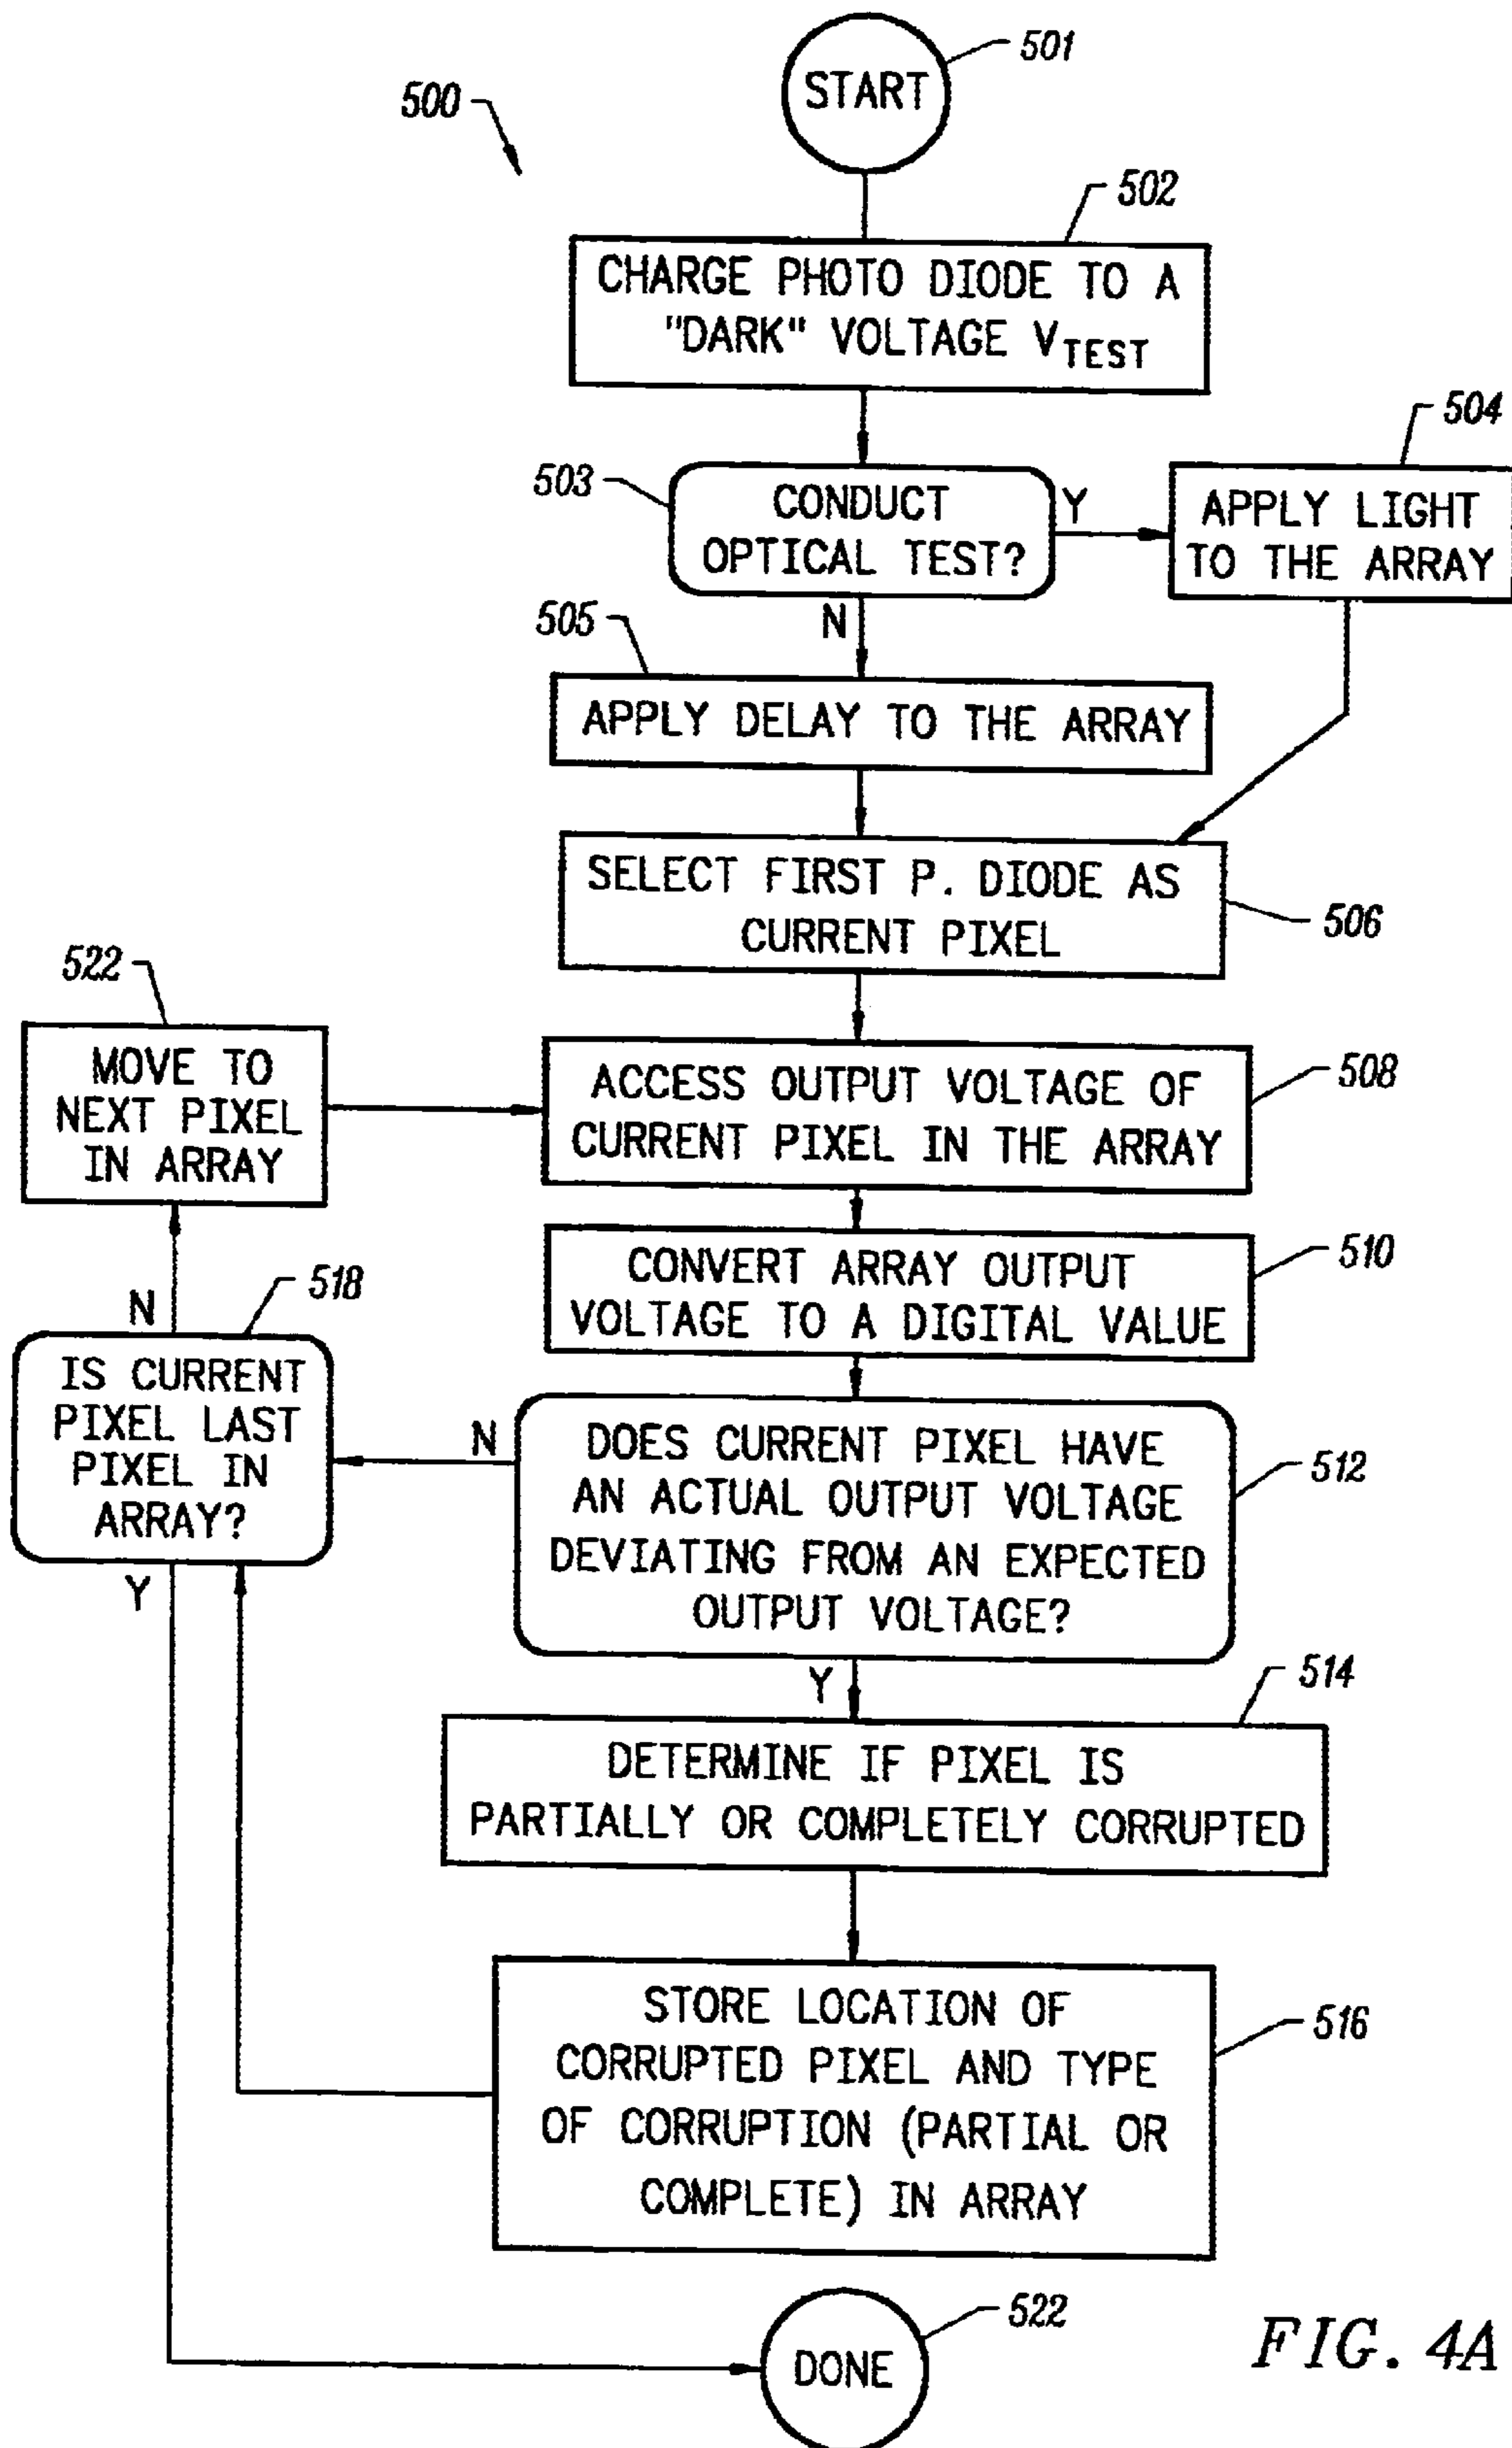 501
START
500
502
CHARGE PHOTO DIODE TO A
"DARK" VOLTAGE VTEST
504
503
CONDUCT
OPTICAL TEST?
Y
APPLY LIGHT
TO THE ARRAY
N
505
APPLY DELAY TO THE ARRAY
SELECT FIRST P. DIODE AS
CURRENT PIXEL
506
522
MOVE TO
NEXT PIXEL
IN ARRAY
ACCESS OUTPUT VOLTAGE OF
CURRENT PIXEL IN THE ARRAY
508
CONVERT ARRAY OUTPUT
VOLTAGE TO A DIGITAL VALUE
510
N
518
IS CURRENT
PIXEL LAST
PIXEL IN
ARRAY?
Y
N
DOES CURRENT PIXEL HAVE
AN ACTUAL OUTPUT VOLTAGE
DEVIATING FROM AN EXPECTED
OUTPUT VOLTAGE?
512
Y
514
DETERMINE IF PIXEL IS
PARTIALLY OR COMPLETELY CORRUPTED
STORE LOCATION OF
CORRUPTED PIXEL AND TYPE
OF CORRUPTION (PARTIAL OR
COMPLETE) IN ARRAY
516
522
DONE
FIG. 4A